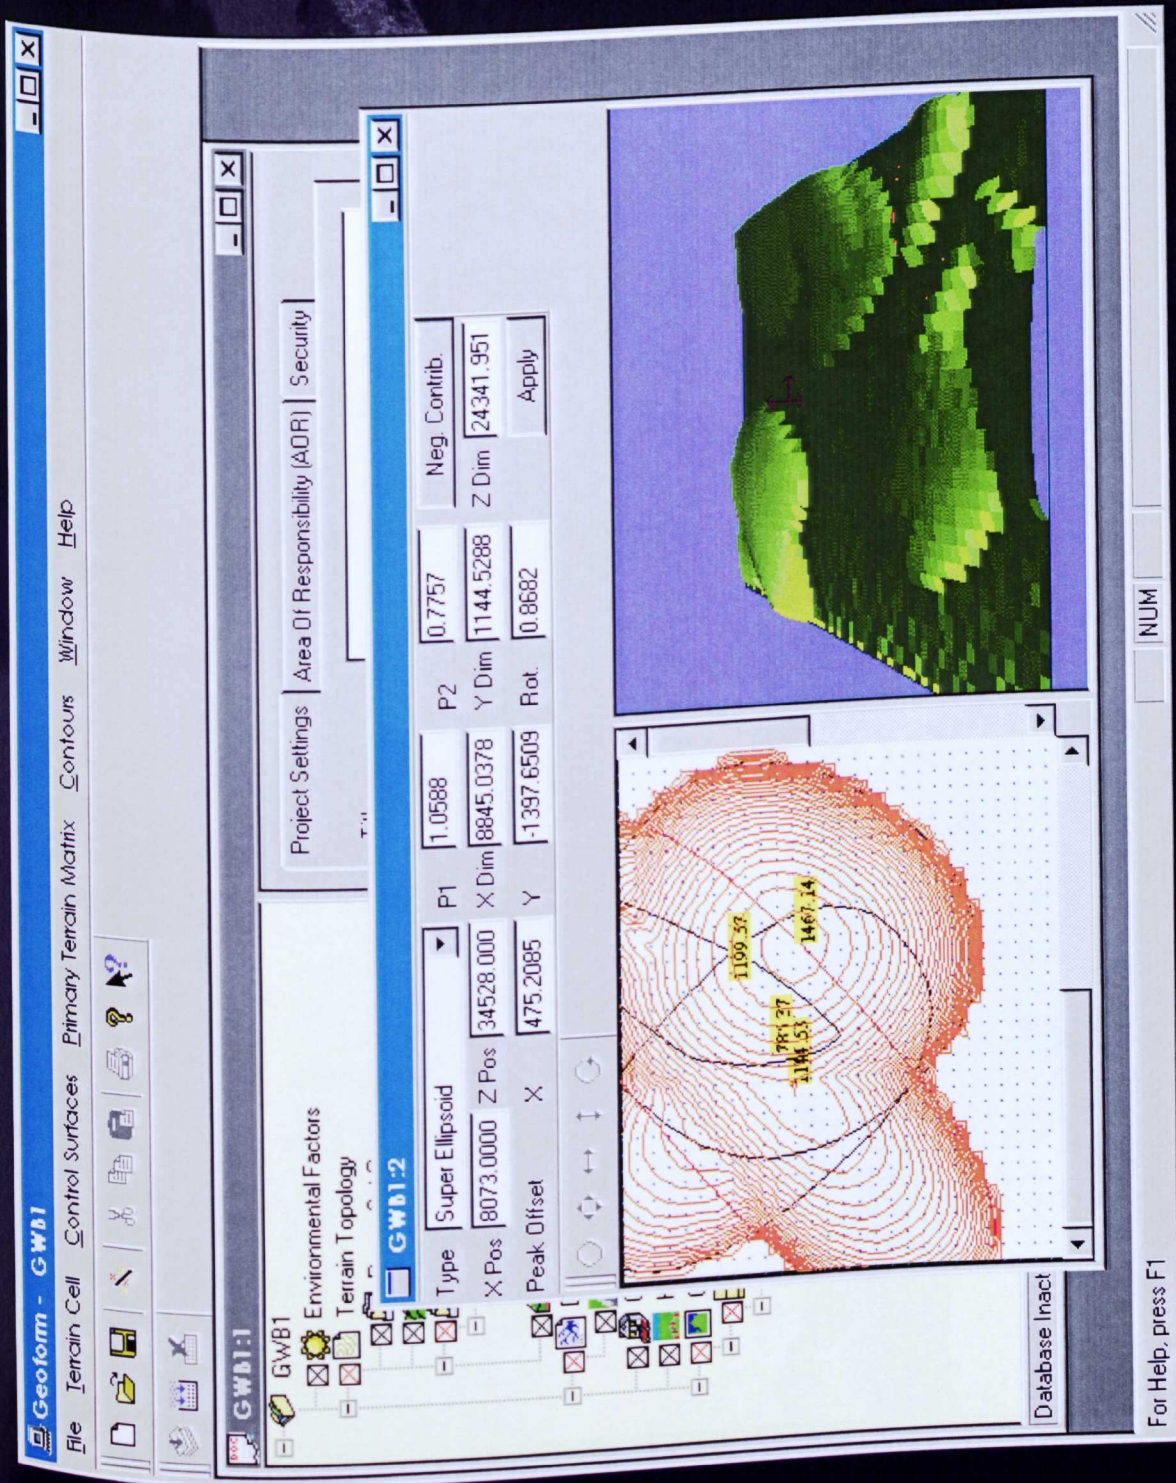 Geoform - GWB1
File Terrain Cell Control Surfaces Primary Terrain Matrix Contours Window Help
GWB1:1
GWB1
Environmental Factors
Terrain Topology
Project Settings Area Of Responsibility (AOR) Security
GWB1:2
Type Super Ellipsoid P1 1.0588 P2 0.7757 Neg. Contrib.
X Pos 8073.0000 Z Pos 34528.000 X Dim 8845.0378 Y Dim 1144.5288 Z Dim 24341.951
Peak Offset X 475.2085 Y -1397.6509 Rot. 0.8682 Apply
1199.57
1467.14
Database Inact
For Help, press F1 NUM